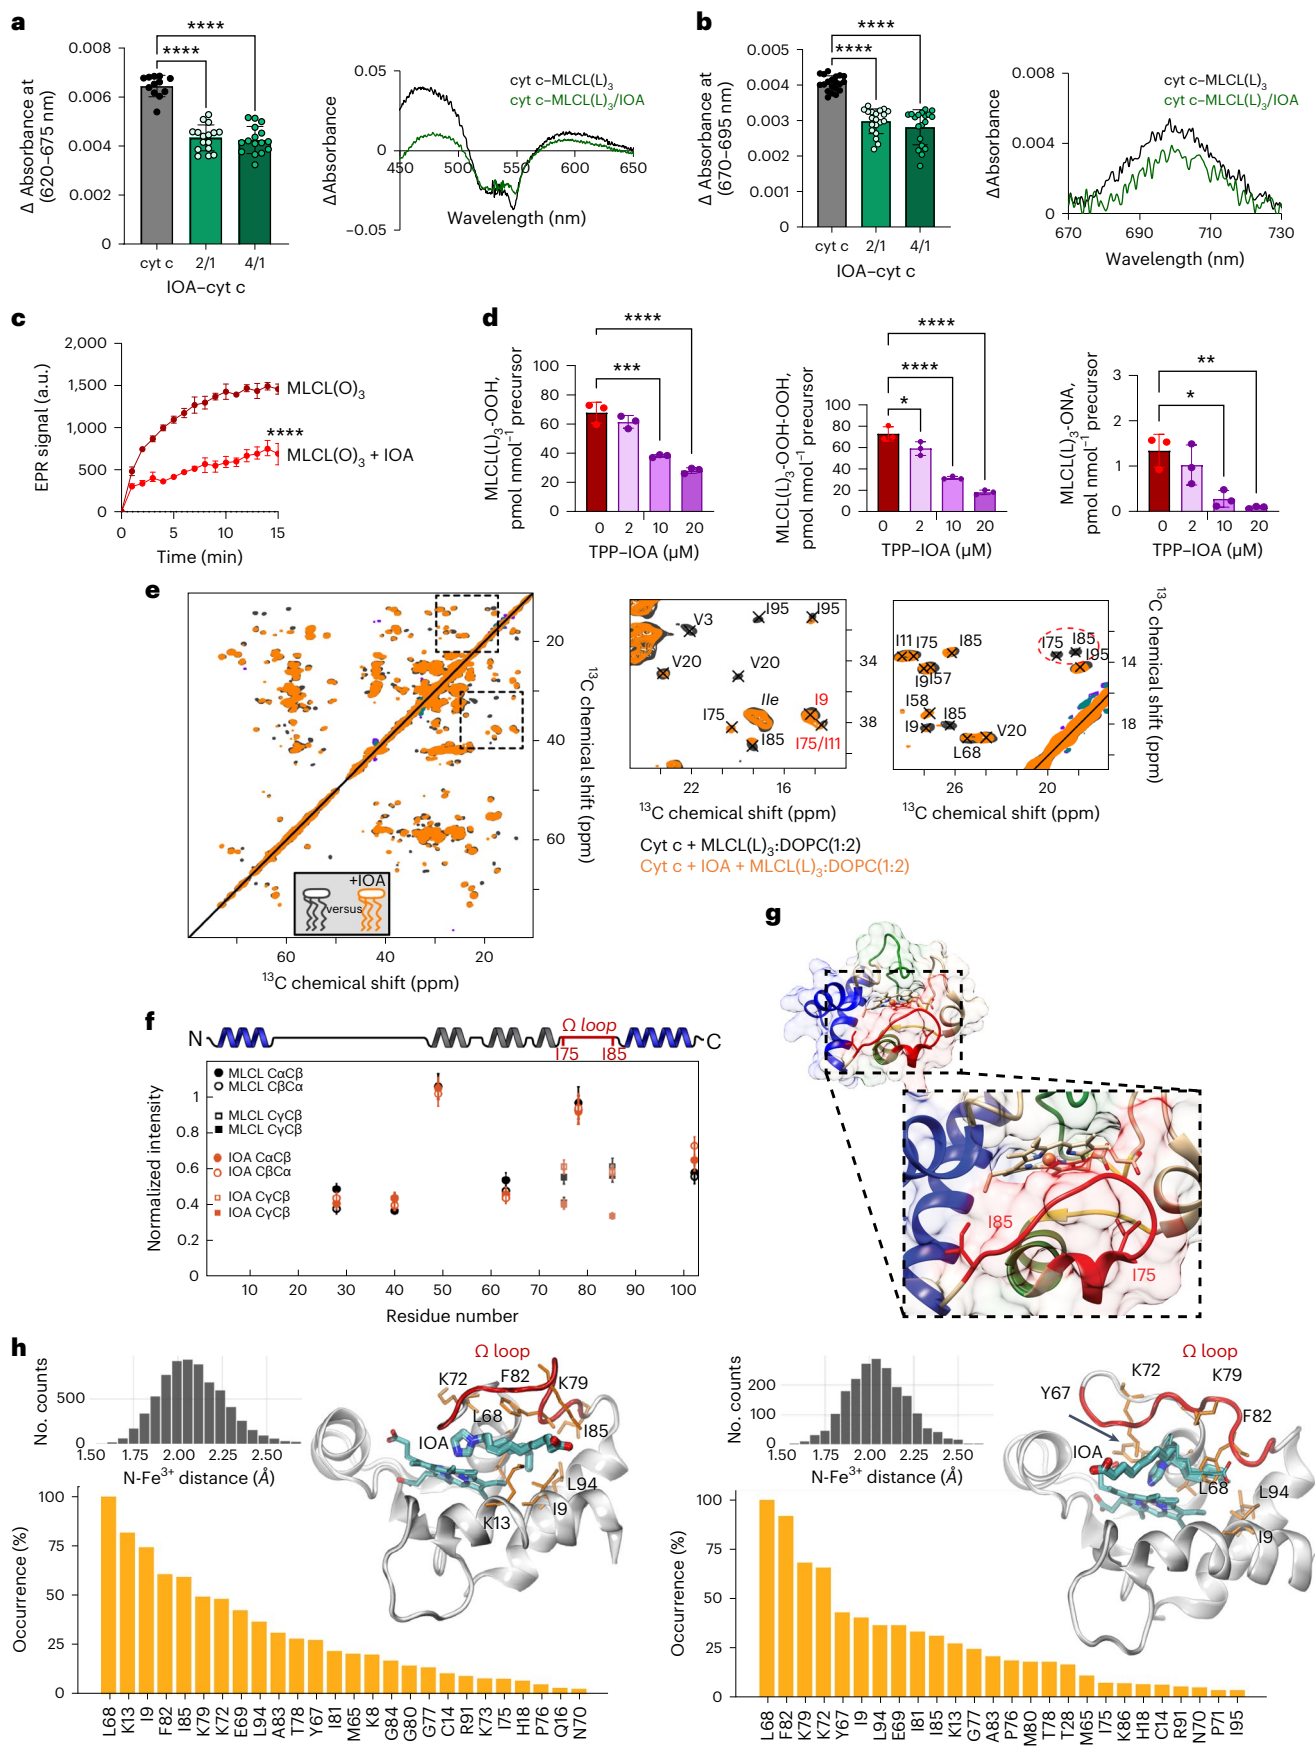 a
Δ Absorbance at
(620–675 nm)
0.008
0.006
0.004
0.002
0
****
****
cyt c
2/1
4/1
IOA–cyt c
ΔAbsorbance
0.05
0
–0.05
450
500
550
600
650
Wavelength (nm)
cyt c–MLCL(L)3
cyt c–MLCL(L)3/IOA
b
Δ Absorbance at
(670–695 nm)
0.005
0.004
0.003
0.002
0.001
0
****
****
cyt c
2/1
4/1
IOA–cyt c
ΔAbsorbance
0.008
0.004
0
670
690
710
730
Wavelength (nm)
cyt c–MLCL(L)3
cyt c–MLCL(L)3/IOA
c
EPR signal (a.u.)
2,000
1,500
1,000
500
0
0
5
10
15
Time (min)
MLCL(O)3
****
MLCL(O)3 + IOA
d
MLCL(L)3-OOH,
pmol nmol−1 precursor
100
80
60
40
20
0
****
***
0
2
10
20
TPP–IOA (µM)
MLCL(L)3-OOH-OOH,
pmol nmol−1 precursor
100
80
60
40
20
0
****
****
*
0
2
10
20
TPP–IOA (µM)
MLCL(L)3-ONA,
pmol nmol−1 precursor
3
2
1
0
**
*
0
2
10
20
TPP–IOA (µM)
e
20
40
60
13C chemical shift (ppm)
60
40
20
13C chemical shift (ppm)
+IOA
versus
V3
I95
I95
V20
V20
Ile
I9
I75
I85
I75/I11
34
38
22
16
13C chemical shift (ppm)
I11
I75
I85
I75
I85
I95
I9
I57
I58
I9
I85
L68
V20
14
18
26
20
13C chemical shift (ppm)
13C chemical shift (ppm)
Cyt c + MLCL(L)3:DOPC(1:2)
Cyt c + IOA + MLCL(L)3:DOPC(1:2)
f
N
Ω loop
I75
I85
C
Normalized intensity
1
0.8
0.6
0.4
0.2
0
MLCL CαCβ
MLCL CβCα
MLCL CγCβ
MLCL CγCβ
IOA CαCβ
IOA CβCα
IOA CγCβ
IOA CγCβ
10
20
30
40
50
60
70
80
90
100
Residue number
g
I85
I75
h
No. counts
500
0
1.50
1.75
2.00
2.25
2.50
N-Fe3+ distance (Å)
Ω loop
K72
F82
K79
L68
I85
IOA
L94
K13
I9
Occurrence (%)
100
75
50
25
0
L68
K13
I9
F82
I85
K79
K72
E69
L94
A83
T78
Y67
I81
M65
K8
G84
G80
G77
C14
R91
K73
I75
H18
P76
Q16
N70
No. counts
200
100
0
1.50
1.75
2.00
2.25
2.50
N-Fe3+ distance (Å)
Ω loop
K72
K79
Y67
F82
IOA
L68
L94
I9
Occurrence (%)
100
75
50
25
0
L68
F82
K79
K72
Y67
I9
L94
E69
I81
I85
K13
G77
A83
P76
M80
T78
T28
M65
I75
K86
H18
C14
R91
N70
P71
I95